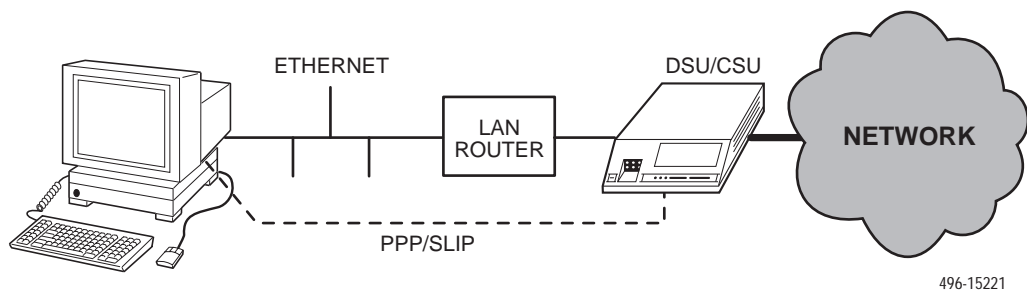 ETHERNET
DSU/CSU
LAN
ROUTER
NETWORK
PPP/SLIP
496-15221